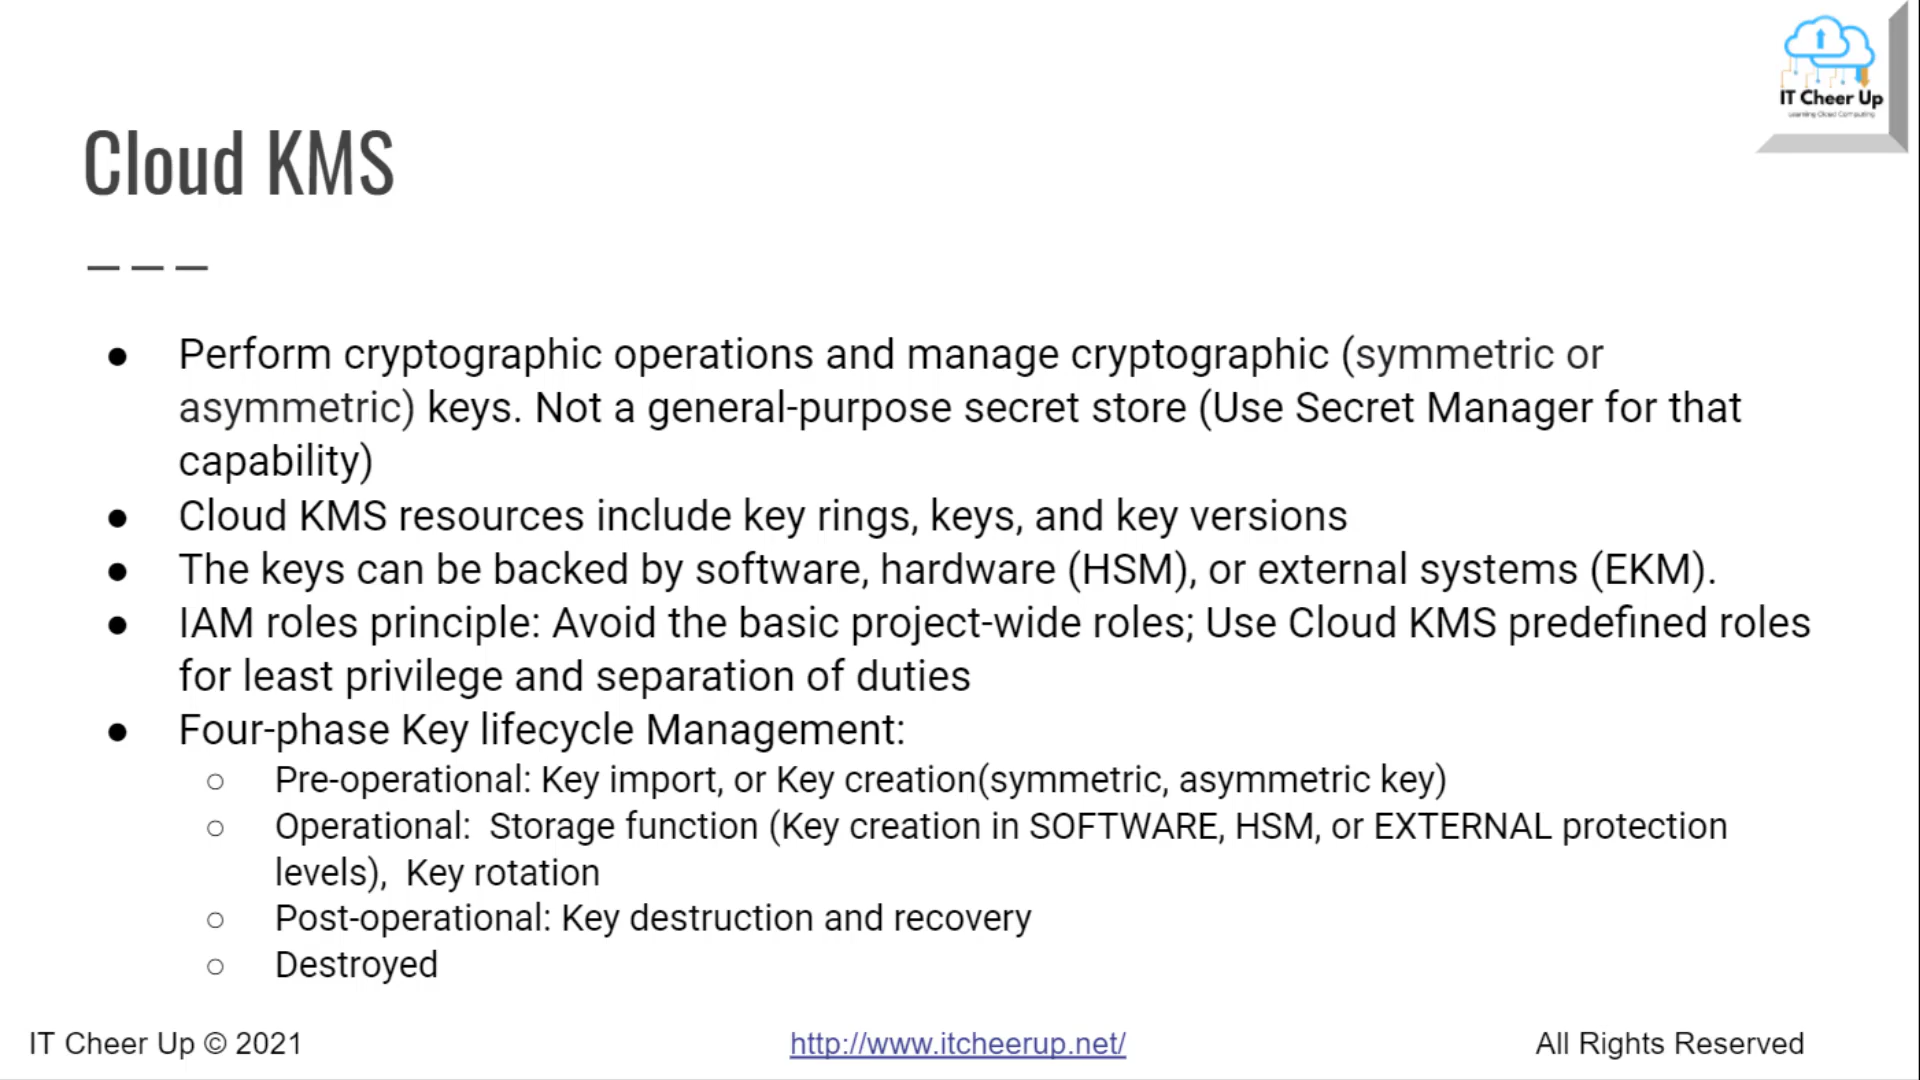 IT Cheer Up
Learning Cloud Computing
Cloud KMS
● Perform cryptographic operations and manage cryptographic (symmetric or
asymmetric) keys. Not a general-purpose secret store (Use Secret Manager for that
capability)
● Cloud KMS resources include key rings, keys, and key versions
● The keys can be backed by software, hardware (HSM), or external systems (EKM).
● IAM roles principle: Avoid the basic project-wide roles; Use Cloud KMS predefined roles
for least privilege and separation of duties
● Four-phase Key lifecycle Management:
○ Pre-operational: Key import, or Key creation(symmetric, asymmetric key)
○ Operational:  Storage function (Key creation in SOFTWARE, HSM, or EXTERNAL protection
levels),  Key rotation
○ Post-operational: Key destruction and recovery
○ Destroyed
IT Cheer Up © 2021
http://www.itcheerup.net/
All Rights Reserved